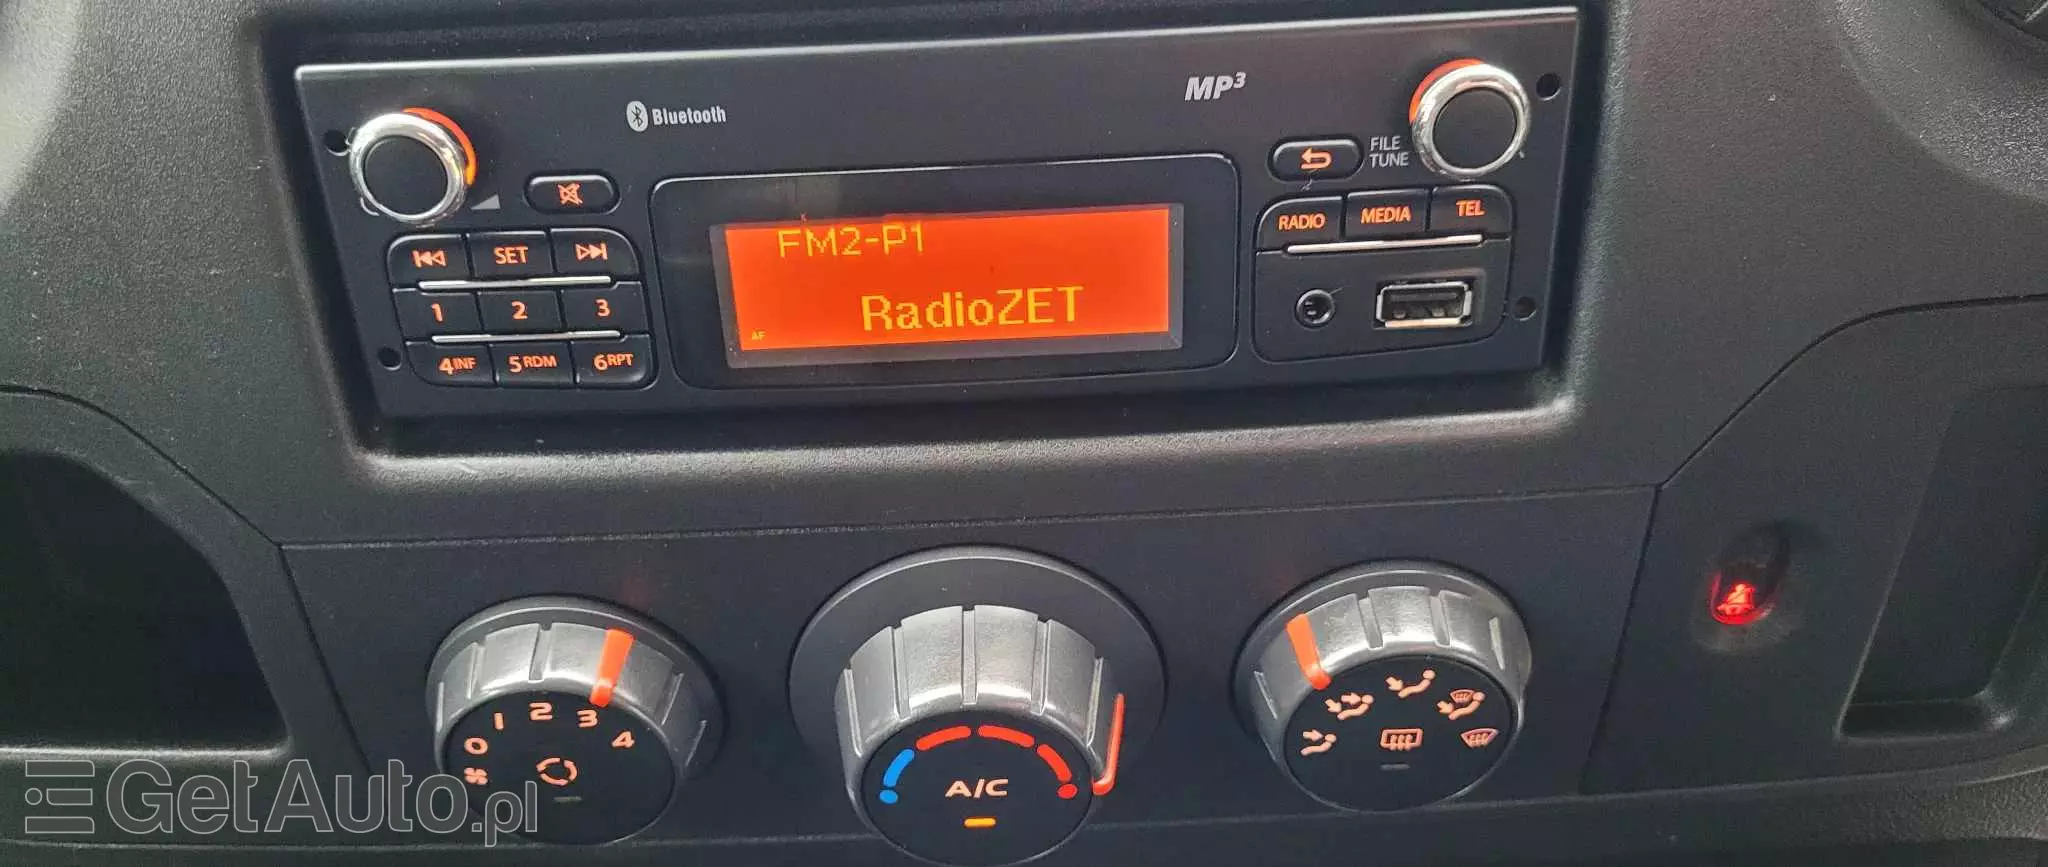 Bluetooth
MP3
FILE
TUNE
SET
RADIO
MEDIA
TEL
FM2-P1
RadioZET
AF
1
2
3
4INF
5RDM
6RPT
0
1
2
3
4
A/C
GetAuto.pl